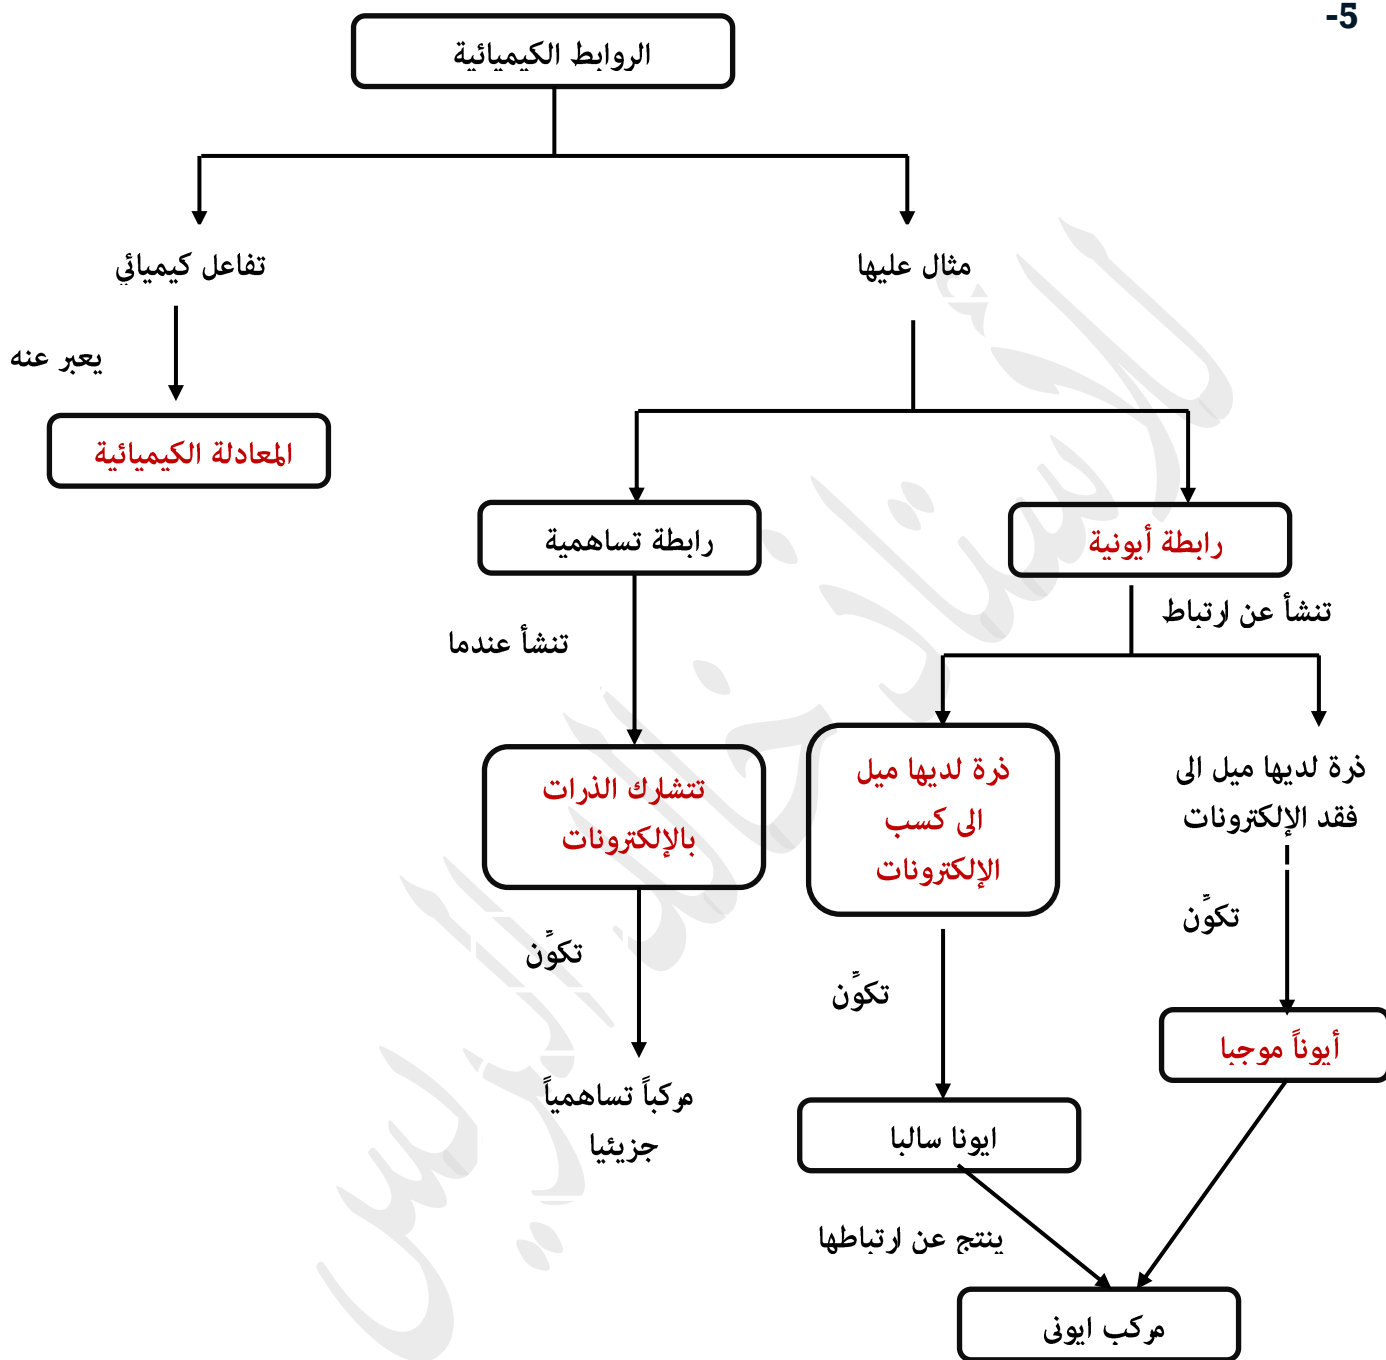 -5
الروابط الكيميائية
مثال عليها
تفاعل كيميائي
يعبر عنه
المعادلة الكيميائية
رابطة أيونية
رابطة تساهمية
تنشأ عن ارتباط
تنشأ عندما
ذرة لديها ميل الى
فقد الإلكترونات
ذرة لديها ميل
الى كسب
الإلكترونات
تتشارك الذرات
بالإلكترونات
تكوِّن
تكوِّن
تكوِّن
أيوناً موجبا
ايونا سالبا
مركباً تساهمياً
جزيئيا
ينتج عن ارتباطها
مركب ايونى